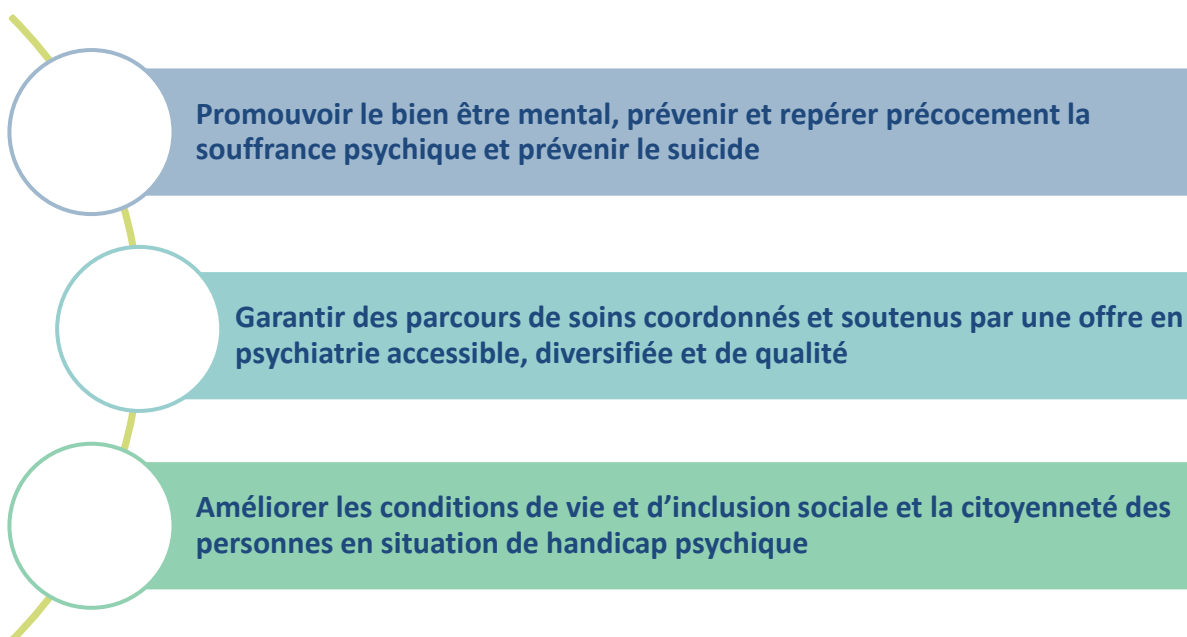 Promouvoir le bien être mental, prévenir et repérer précocement la
souffrance psychique et prévenir le suicide
Garantir des parcours de soins coordonnés et soutenus par une offre en
psychiatrie accessible, diversifiée et de qualité
Améliorer les conditions de vie et d’inclusion sociale et la citoyenneté des
personnes en situation de handicap psychique